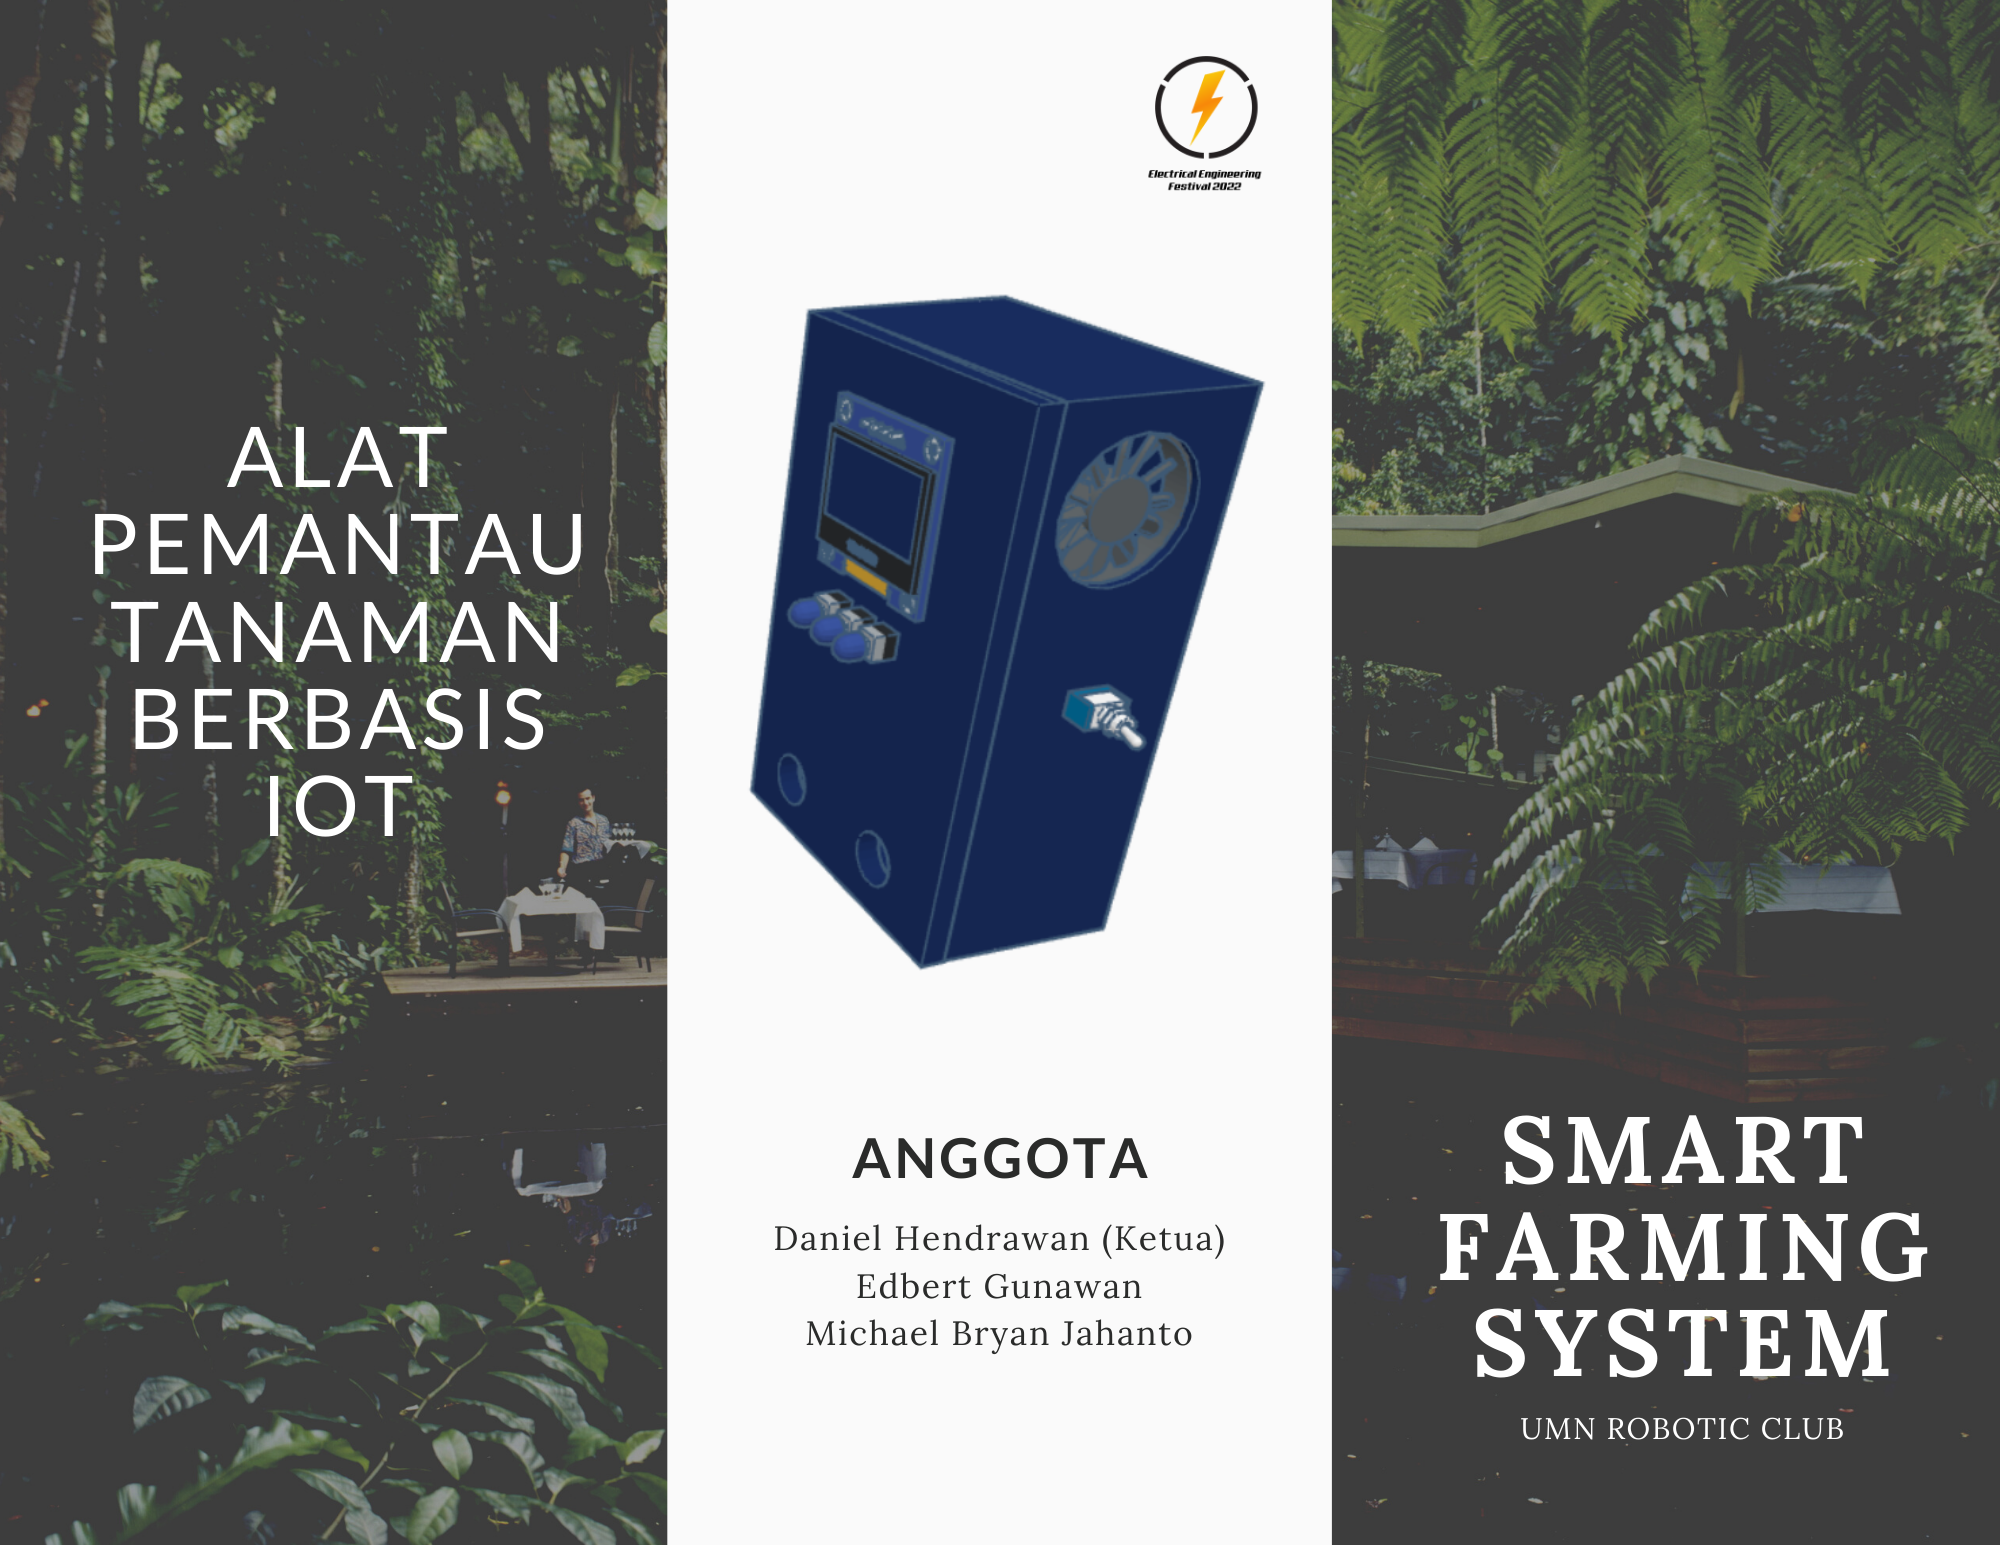 ALAT
PEMANTAU
TANAMAN
BERBASIS
IOT
Electrical Engineering
Festival 2022
ANGGOTA
Daniel Hendrawan (Ketua)
Edbert Gunawan
Michael Bryan Jahanto
SMART
FARMING
SYSTEM
UMN ROBOTIC CLUB